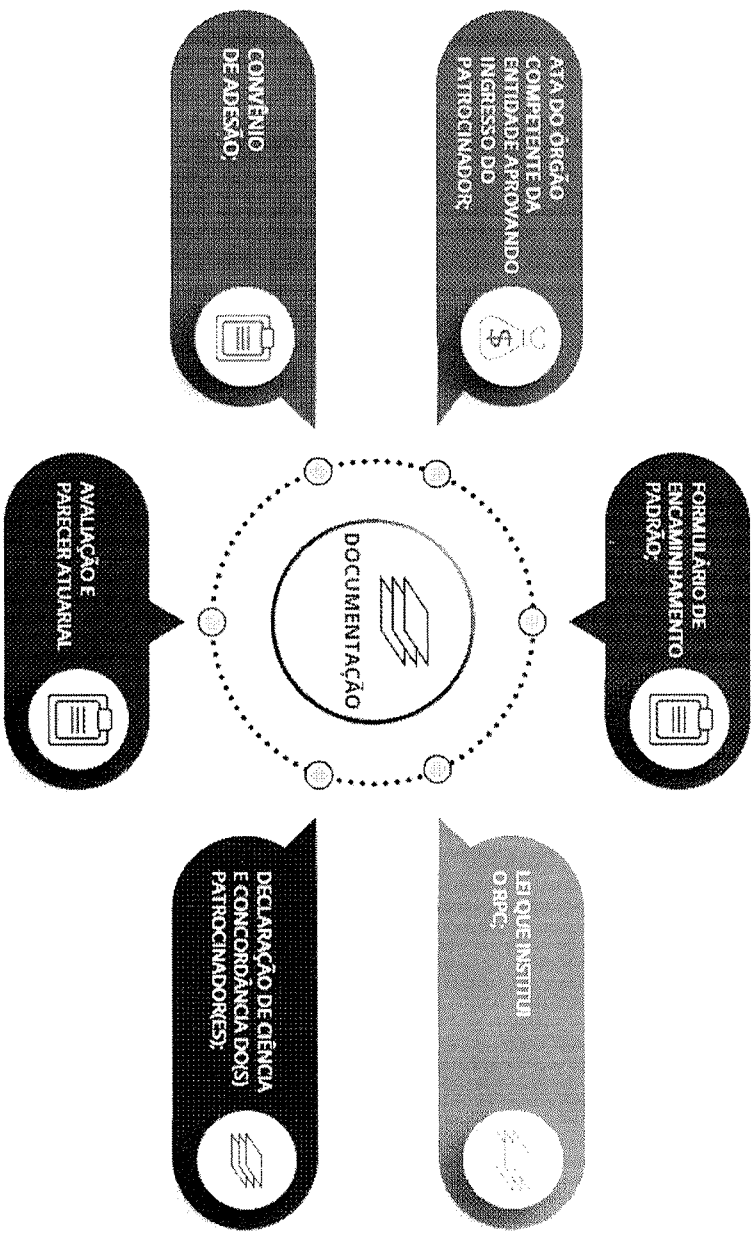 FORMULÁRIO DE
ENCAMINHAMENTO
PADRÃO;
ATA DO ÓRGÃO
COMPETENTE DA
ENTIDADE APROVANDO
INGRESSO DO
PATROCINADOR;
LEI QUE INSTITUI
O RPC;
DOCUMENTAÇÃO
CONVÊNIO
DE ADESÃO;
DECLARAÇÃO DE CIÊNCIA
E CONCORDÂNCIA DO(S)
PATROCINADOR(ES);
AVALIAÇÃO E
PARECER ATUARIAL
$